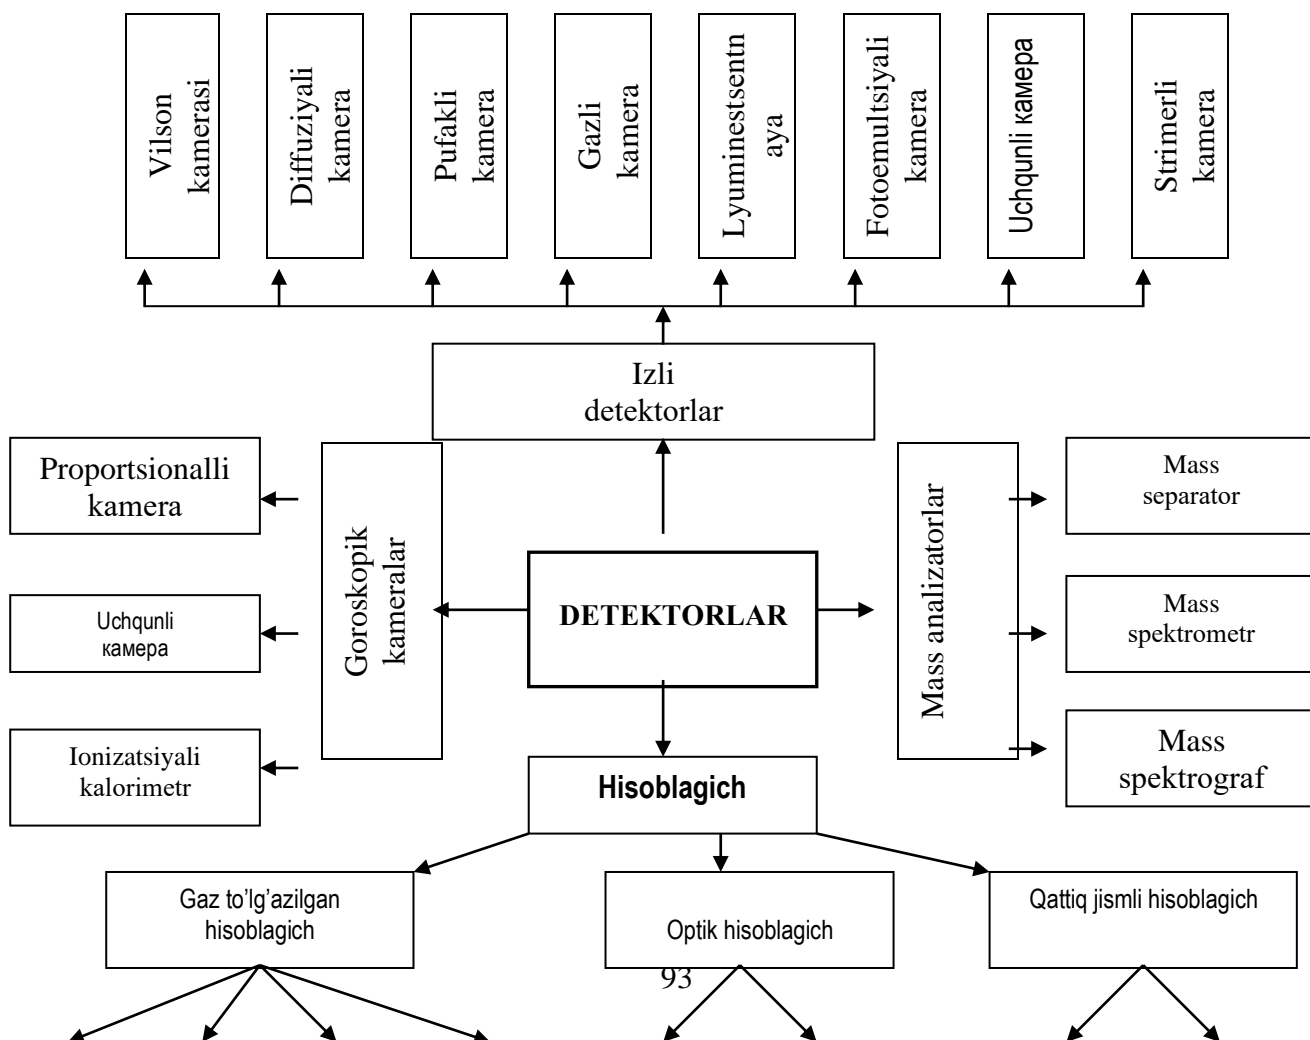 Vilson
kamerasi
Diffuziyali
kamera
Pufakli
kamera
Gazli
kamera
Lyuminestsentn
aya
Fotoemultsiyali
kamera
Uchqunli камера
Strimerli
kamera
Izli
detektorlar
Proportsionalli
kamera
Goroskopik
kameralar
Mass analizatorlar
Mass
separator
DETEKTORLAR
Uchqunli
камера
Mass
spektrometr
Ionizatsiyali
kalorimetr
Hisoblagich
Mass
spektrograf
Gaz to’lg’azilgan
hisoblagich
Optik hisoblagich
Qattiq jismli hisoblagich
93